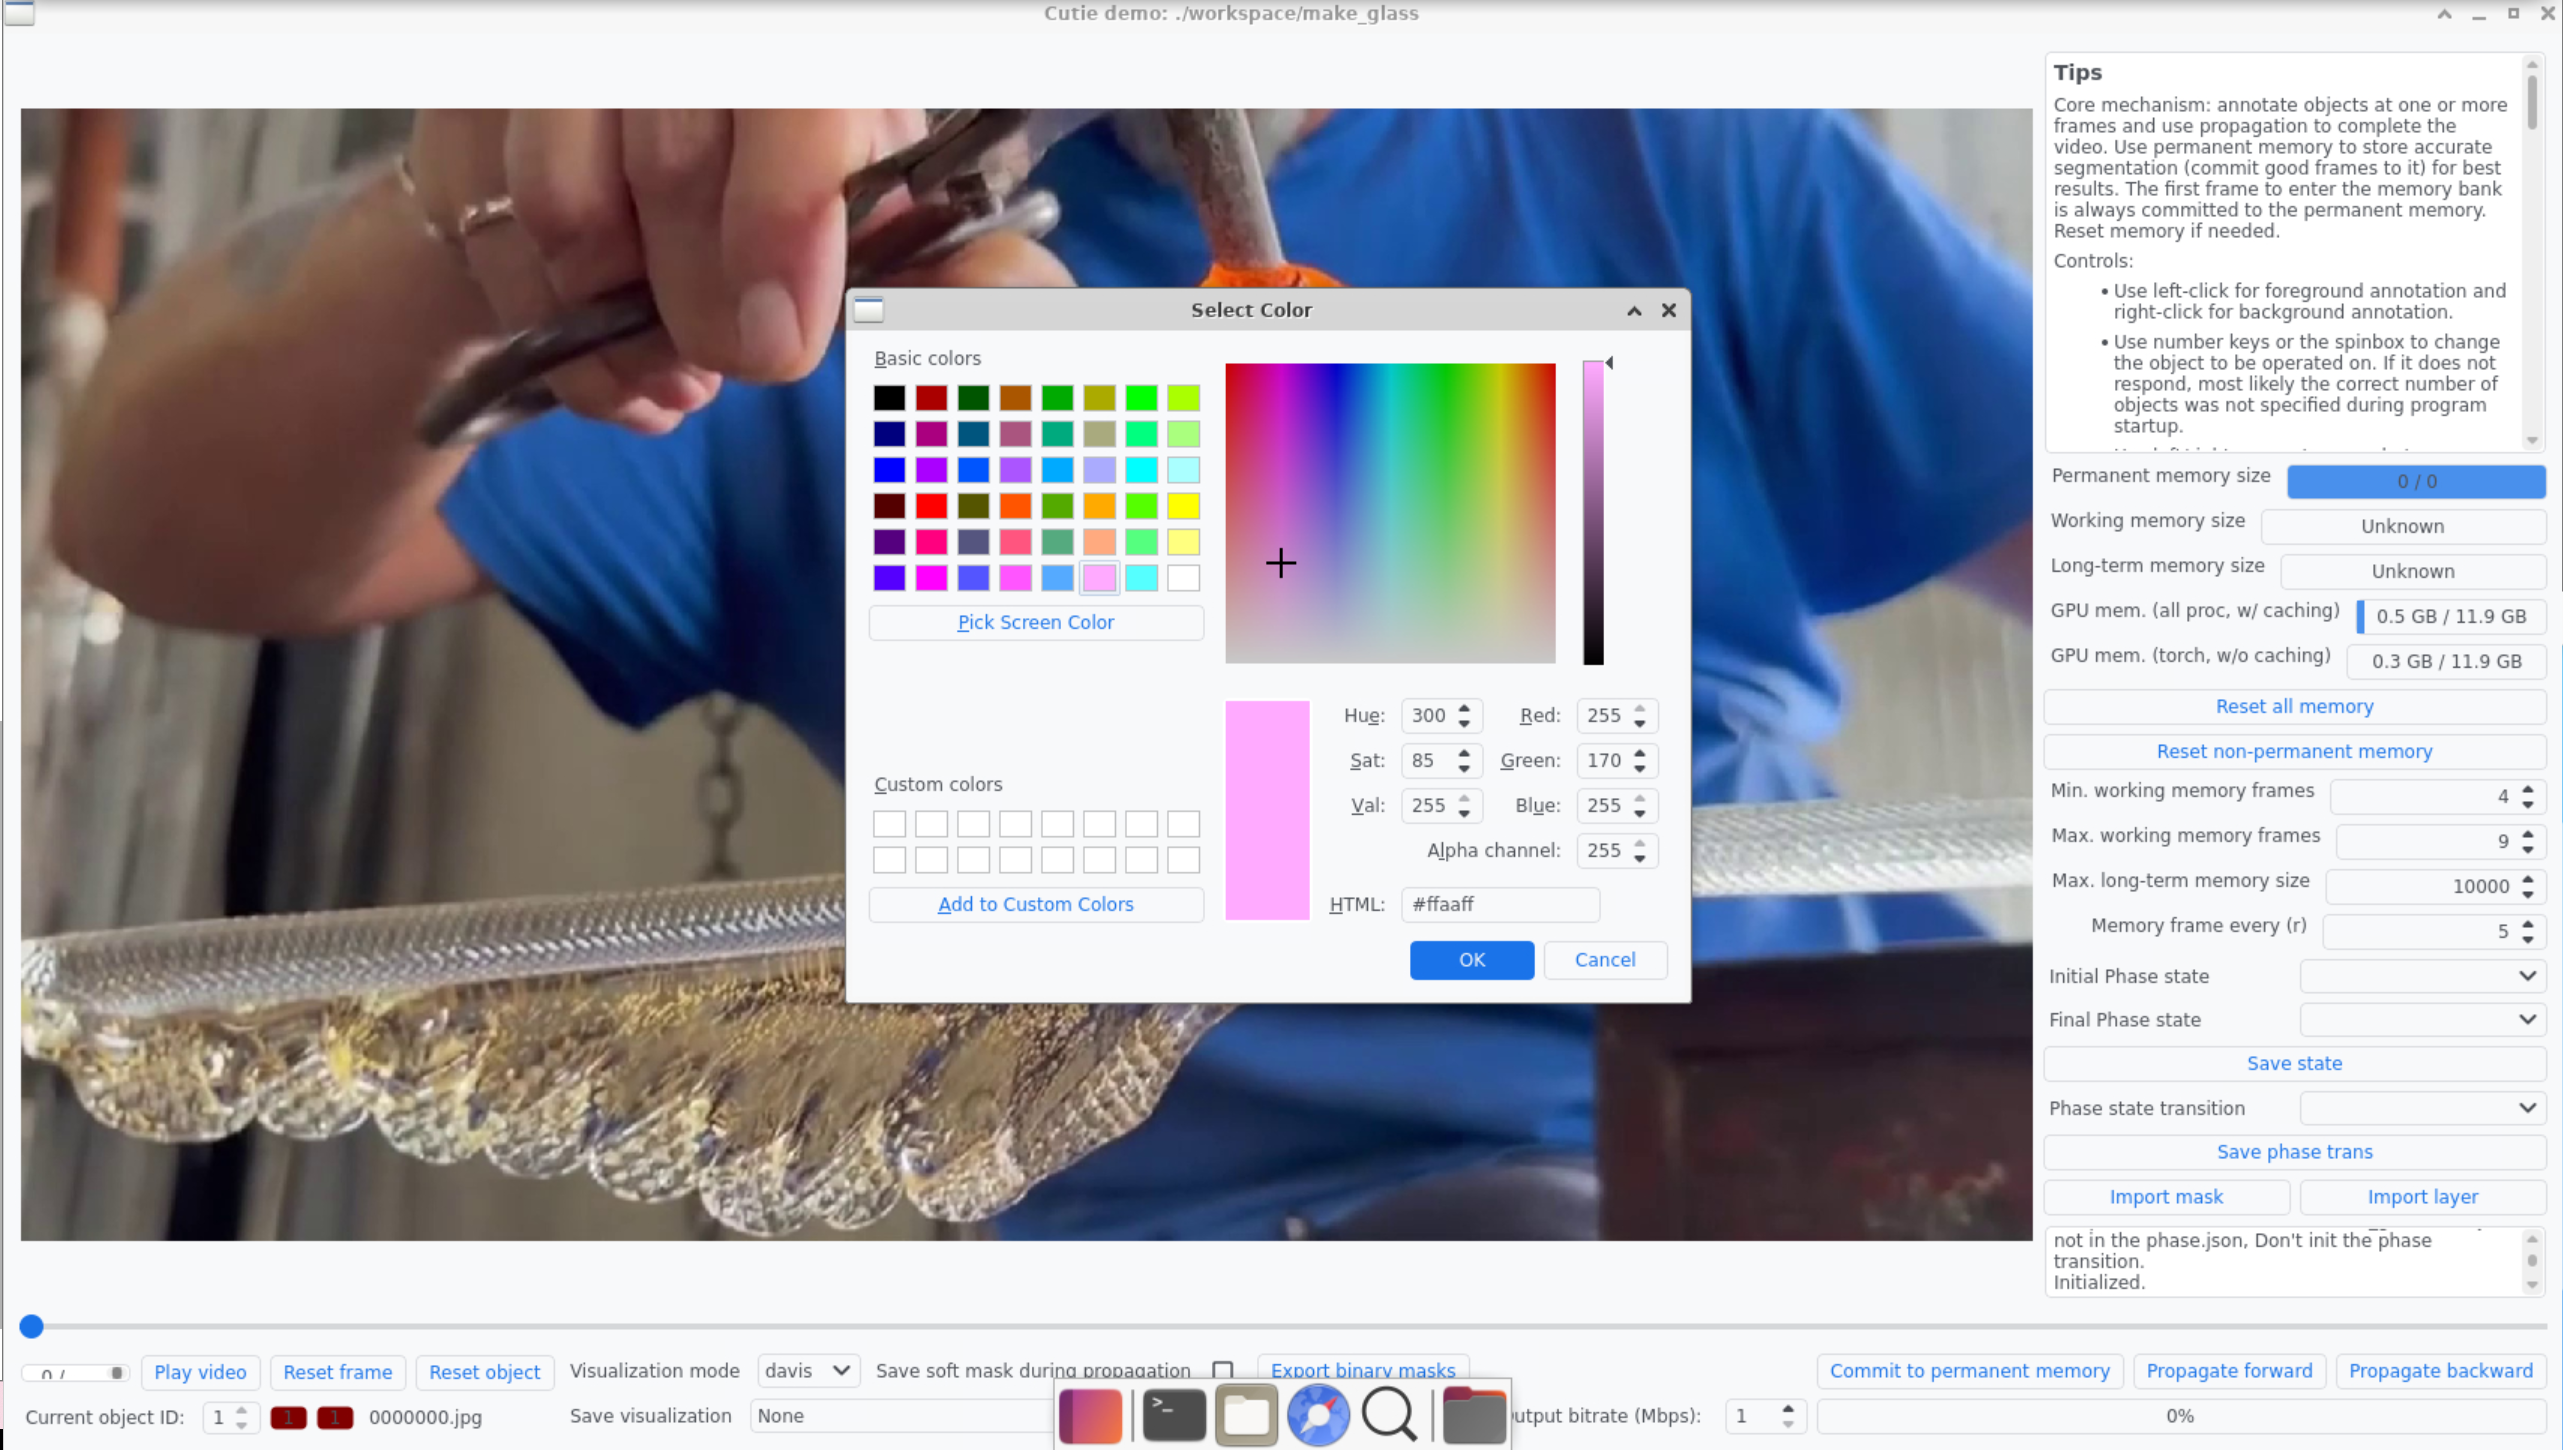 Cutie demo: ./workspace/make_glass
Tips
Core mechanism: annotate objects at one or more
frames and use propagation to complete the
video. Use permanent memory to store accurate
segmentation (commit good frames to it) for best
results. The first frame to enter the memory bank
is always committed to the permanent memory.
Reset memory if needed.
Controls:
• Use left-click for foreground annotation and
right-click for background annotation.
• Use number keys or the spinbox to change
the object to be operated on. If it does not
respond, most likely the correct number of
objects was not specified during program
startup.
Permanent memory size 0 / 0
Working memory size Unknown
Long-term memory size Unknown
GPU mem. (all proc, w/ caching) 0.5 GB / 11.9 GB
GPU mem. (torch, w/o caching) 0.3 GB / 11.9 GB
Reset all memory
Reset non-permanent memory
Min. working memory frames 4
Max. working memory frames 9
Max. long-term memory size 10000
Memory frame every (r) 5
Initial Phase state
Final Phase state
Save state
Phase state transition
Save phase trans
Import mask Import layer
not in the phase.json, Don't init the phase
transition.
Initialized.
Select Color
Basic colors
Pick Screen Color
Custom colors
Add to Custom Colors
Hue: 300 Red: 255
Sat: 85 Green: 170
Val: 255 Blue: 255
Alpha channel: 255
HTML: #ffaaff
OK Cancel
0 / Play video Reset frame Reset object Visualization mode davis Save soft mask during propagation Export binary masks Commit to permanent memory Propagate forward Propagate backward
Current object ID: 1 1 1 0000000.jpg Save visualization None utput bitrate (Mbps): 1 0%